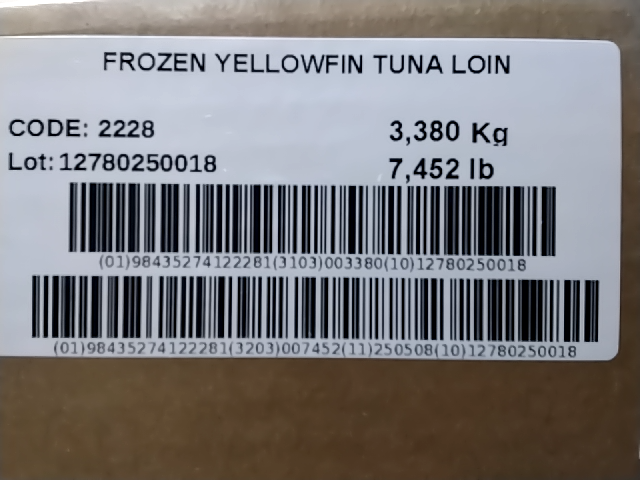 FROZEN YELLOWFIN TUNA LOIN
CODE: 2228
3,380 Kg
Lot: 12780250018
7,452 lb
(01)98435274122281(3103)003380(10)12780250018
(01)98435274122281(3203)007452(11)250508(10)12780250018